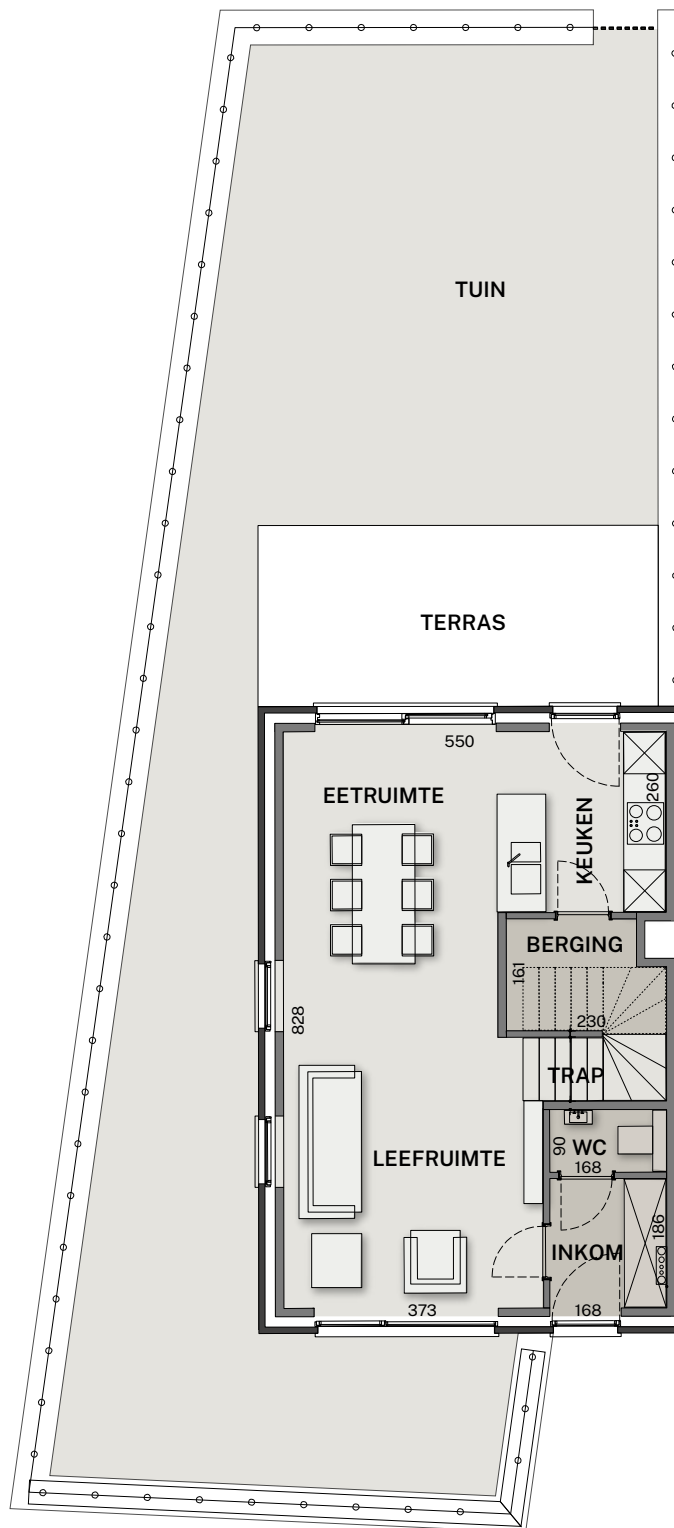 TUIN
TERRAS
550
EETRUIMTE
KEUKEN
260
BERGING
161
828
230
TRAP
LEEFRUIMTE
90
WC
168
INKOM
186
373
168